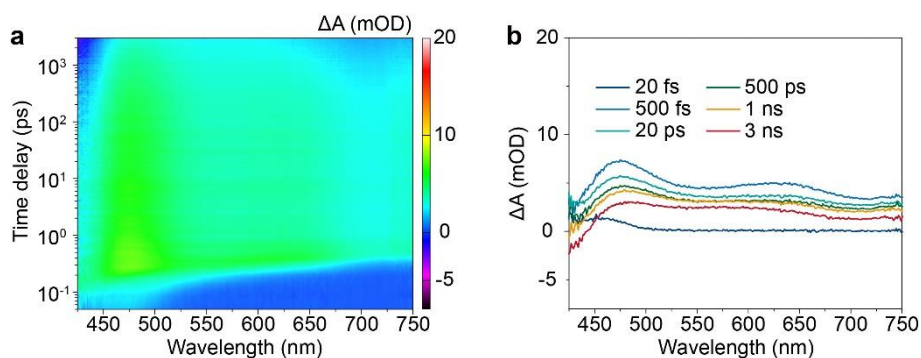 a
ΔA (mOD)
Time delay (ps)
10³
10²
10¹
10⁰
10⁻¹
425 500 550 600 650 700 750
Wavelength (nm)
20
10
0
-5
b
ΔA (mOD)
20
10
0
-5
20 fs 500 ps
500 fs 1 ns
20 ps 3 ns
450 500 550 600 650 700 750
Wavelength (nm)